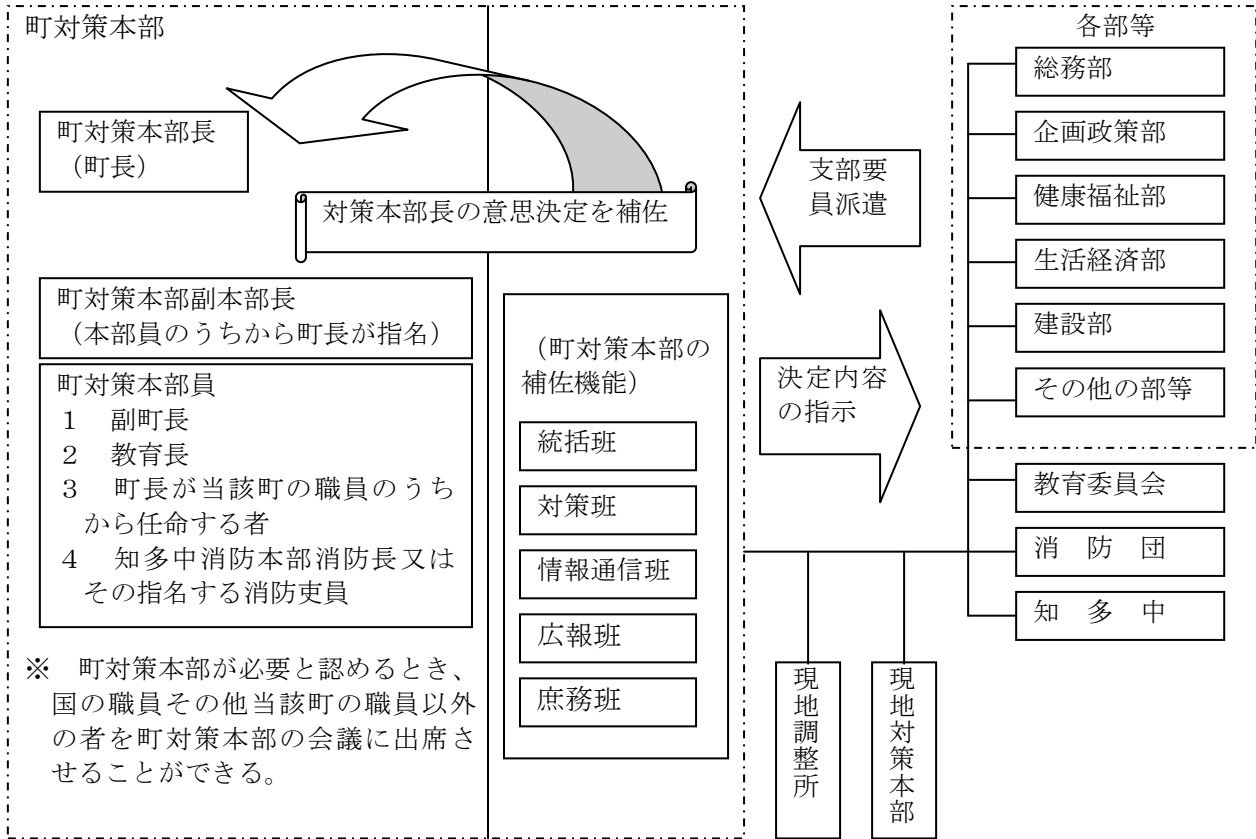 町対策本部
町対策本部長
（町長）
対策本部長の意思決定を補佐
町対策本部副本部長
（本部員のうちから町長が指名）
町対策本部員
１　副町長
２　教育長
３　町長が当該町の職員のうち
から任命する者
４　知多中消防本部消防長又は
その指名する消防吏員
※　町対策本部が必要と認めるとき、
国の職員その他当該町の職員以外
の者を町対策本部の会議に出席さ
せることができる。
（町対策本部の
補佐機能）
統括班
対策班
情報通信班
広報班
庶務班
支部要
員派遣
決定内容
の指示
各部等
総務部
企画政策部
健康福祉部
生活経済部
建設部
その他の部等
教育委員会
消　防　団
知　多　中
現地調整所
現地対策本部